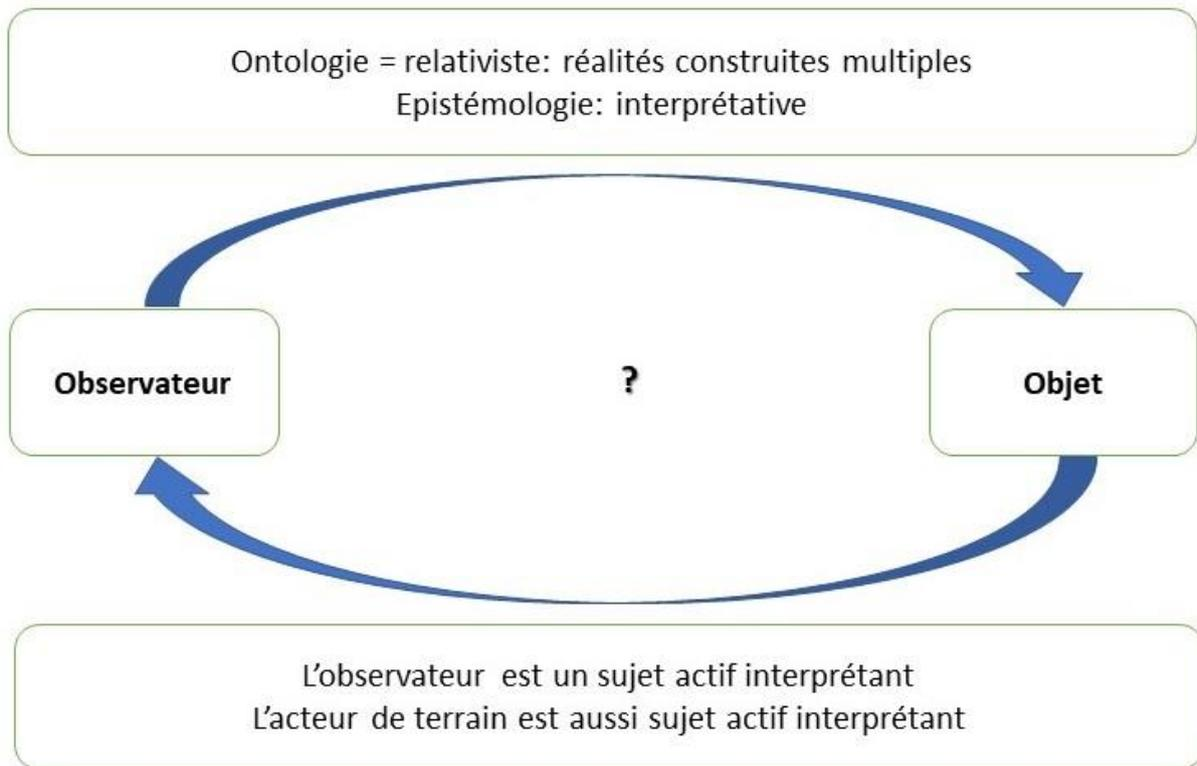 Ontologie = relativiste: réalités construites multiples
Epistémologie: interprétative
Observateur
?
Objet
L'observateur est un sujet actif interprétant
L'acteur de terrain est aussi sujet actif interprétant